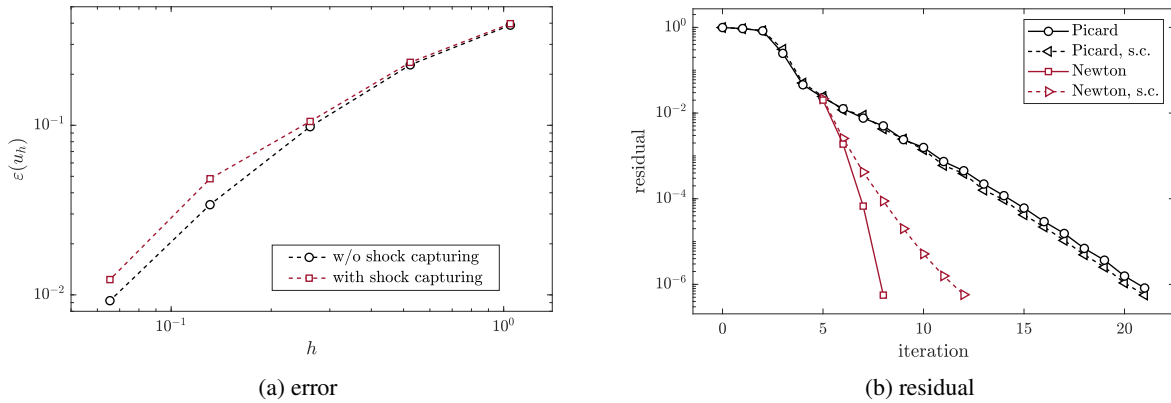 10^{-1}
10^{-2}
ε(u_h)
w/o shock capturing
with shock capturing
10^{-1}
10^{0}
h
(a) error
10^{0}
10^{-2}
10^{-4}
10^{-6}
residual
Picard
Picard, s.c.
Newton
Newton, s.c.
0
5
10
15
20
iteration
(b) residual